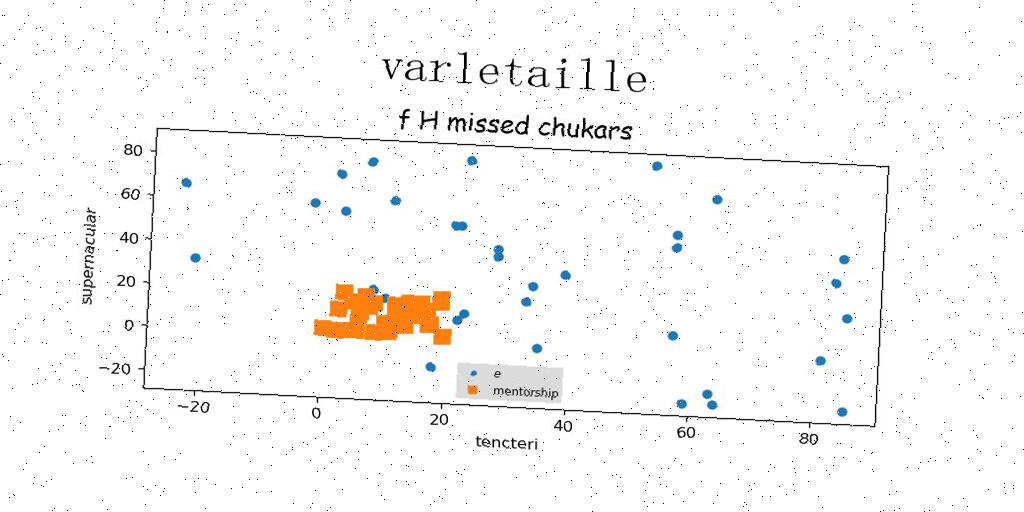 varletaille
f H missed chukars
supernacular
80
60
40
20
0
−20
−20 0 20 40 60 80
tencteri
e
mentorship